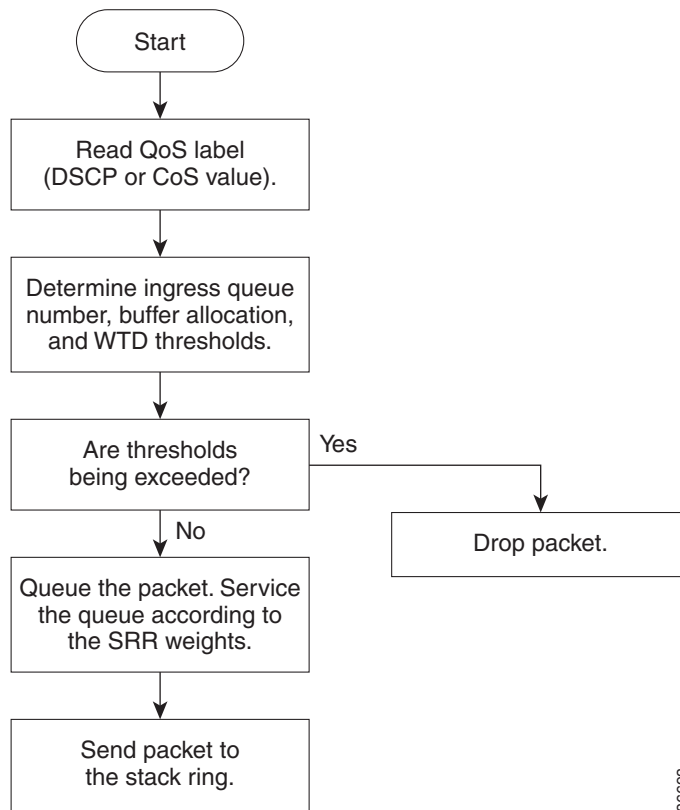 Start
Read QoS label
(DSCP or CoS value).
Determine ingress queue
number, buffer allocation,
and WTD thresholds.
Are thresholds
being exceeded?
Yes
Drop packet.
No
Queue the packet. Service
the queue according to
the SRR weights.
Send packet to
the stack ring.